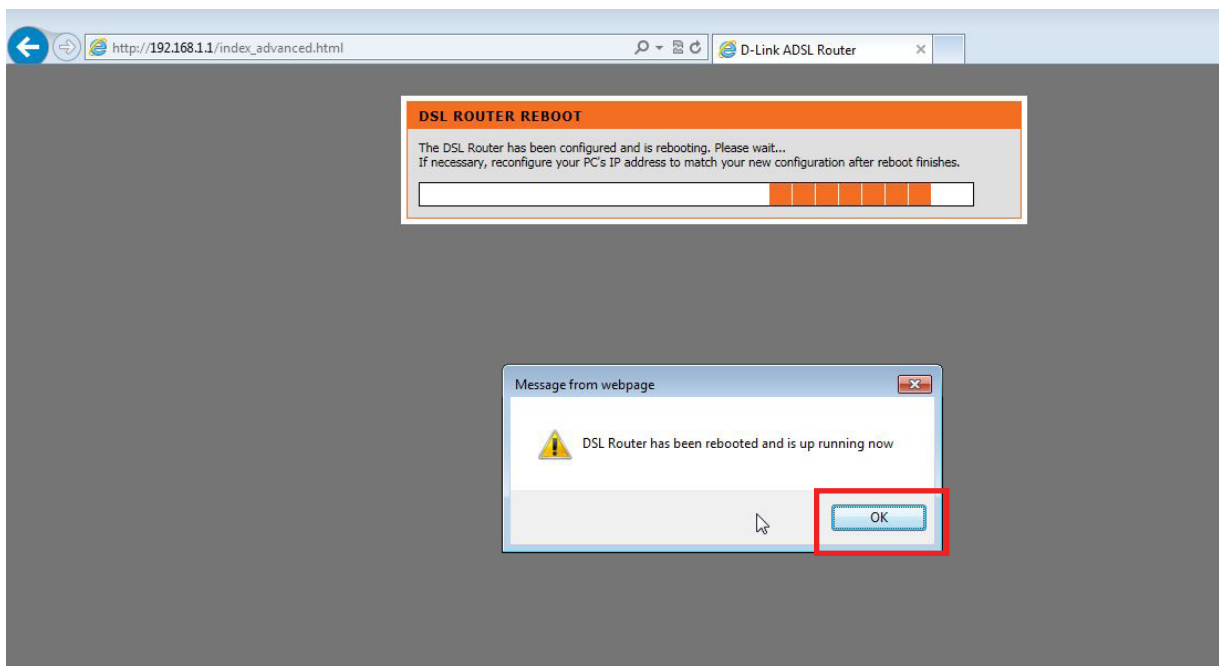 http://192.168.1.1/index_advanced.html
D-Link ADSL Router
DSL ROUTER REBOOT
The DSL Router has been configured and is rebooting. Please wait...
If necessary, reconfigure your PC's IP address to match your new configuration after reboot finishes.
Message from webpage
DSL Router has been rebooted and is up running now
OK